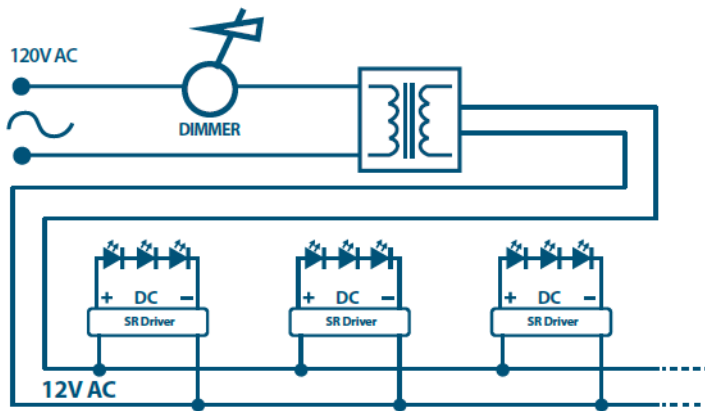 120V AC
DIMMER
+ DC −
SR Driver
+ DC −
SR Driver
+ DC −
SR Driver
12V AC